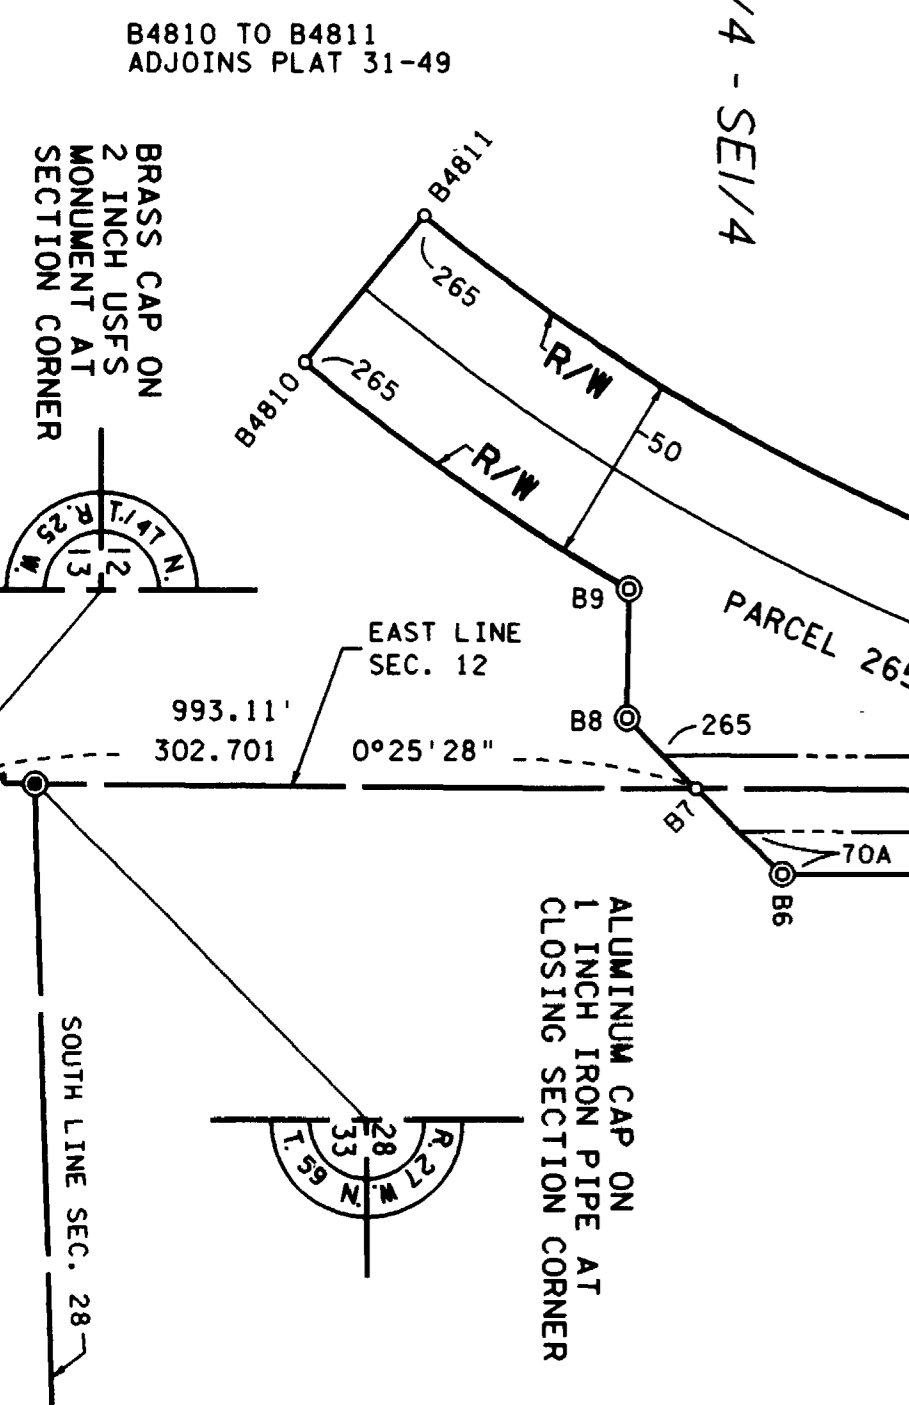 B4810 TO B4811
ADJOINS PLAT 31-49
/4 - SE1/4
BRASS CAP ON
2 INCH USFS
MONUMENT AT
SECTION CORNER
B4811
265
B4810
265
R/W
R/W
50
T.147 N.
R.25 W.
12
13
B9
PARCEL 265
EAST LINE
SEC. 12
993.11'
302.701
0°25'28"
B8
265
B7
70A
B6
ALUMINUM CAP ON
1 INCH IRON PIPE AT
CLOSING SECTION CORNER
SOUTH LINE SEC. 28
28
33
R.27 W.
T. 59 N.